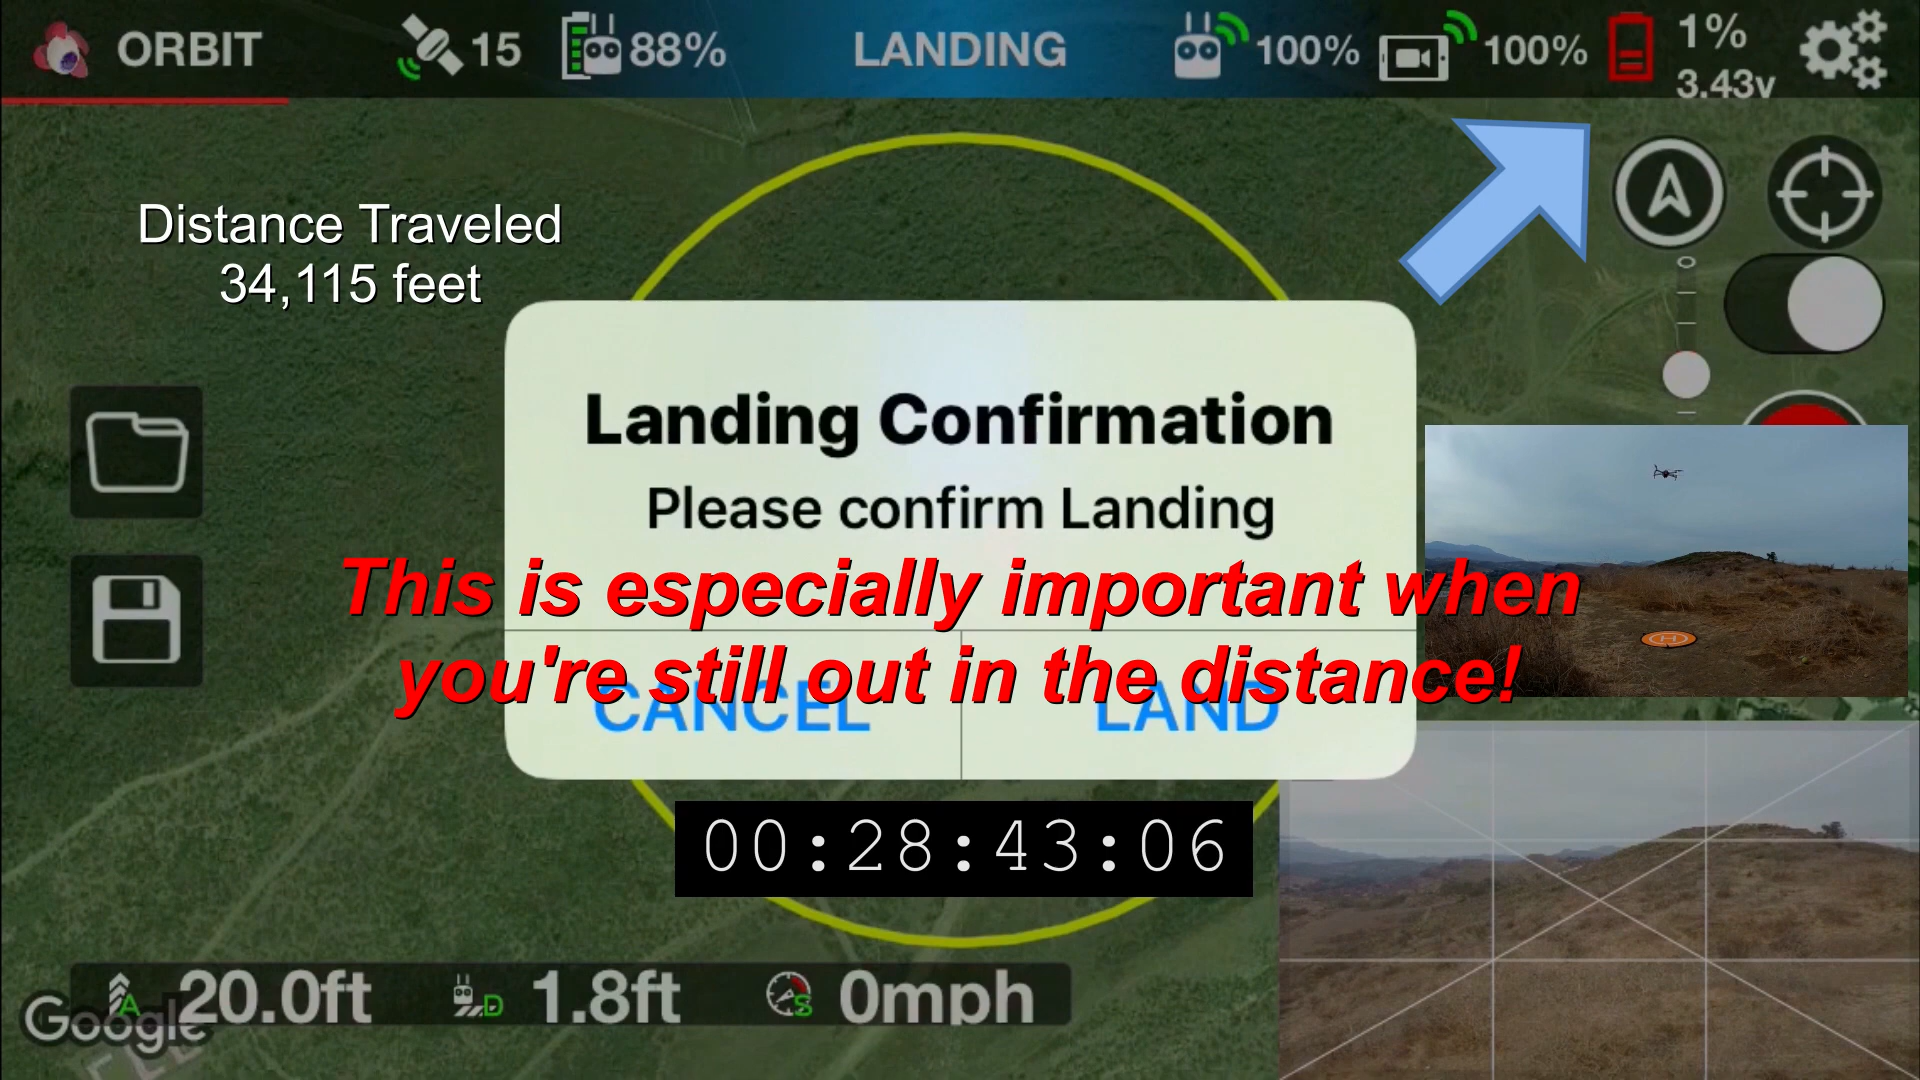 ORBIT
15
88%
LANDING
100%
100%
1%
3.43v
Distance Traveled
34,115 feet
Landing Confirmation
Please confirm Landing
This is especially important when
you're still out in the distance!
CANCEL
LAND
H
00:28:43:06
A
20.0ft
D
1.8ft
S
0mph
Google